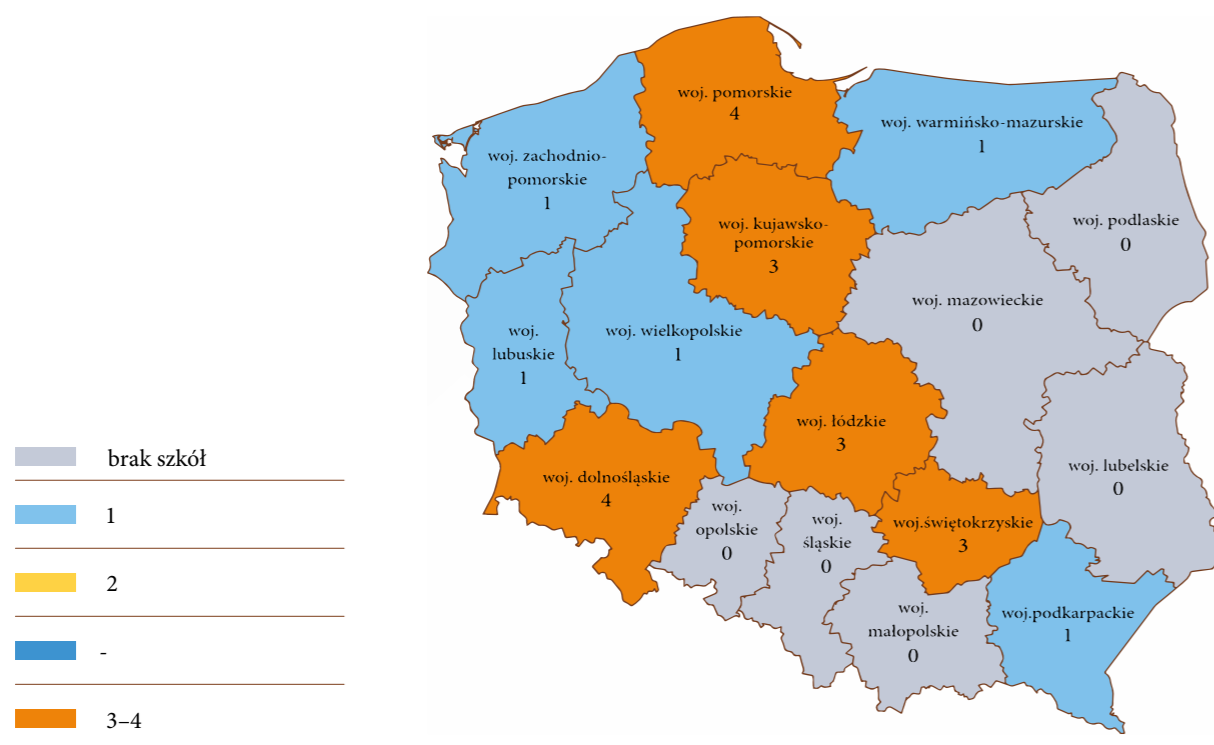 woj. pomorskie
4
woj. warmińsko-mazurskie
1
woj. zachodnio-
pomorskie
1
woj. podlaskie
0
woj. kujawsko-
pomorskie
3
woj. mazowieckie
0
woj.
lubuskie
1
woj. wielkopolskie
1
woj. łódzkie
3
woj. lubelskie
0
woj. dolnośląskie
4
woj.
opolskie
0
woj.
śląskie
0
woj.świętokrzyskie
3
woj.
małopolskie
0
woj.podkarpackie
1
brak szkół
1
2
-
3–4